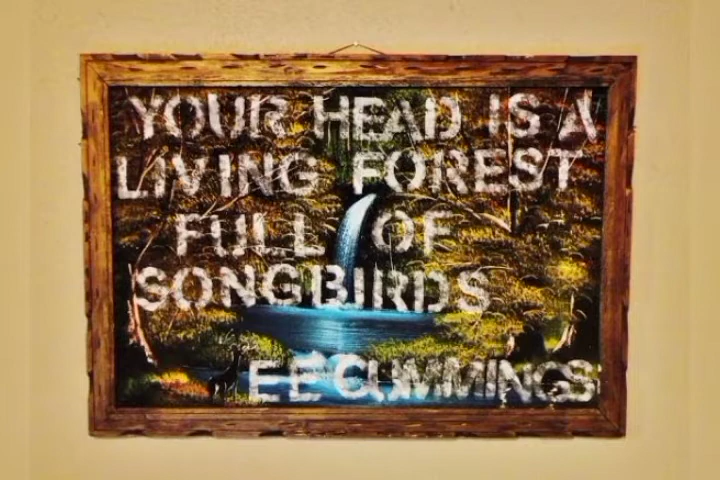 YOUR HEAD IS A
LIVING FOREST
FULL OF
SONGBIRDS
EE CUMMINGS